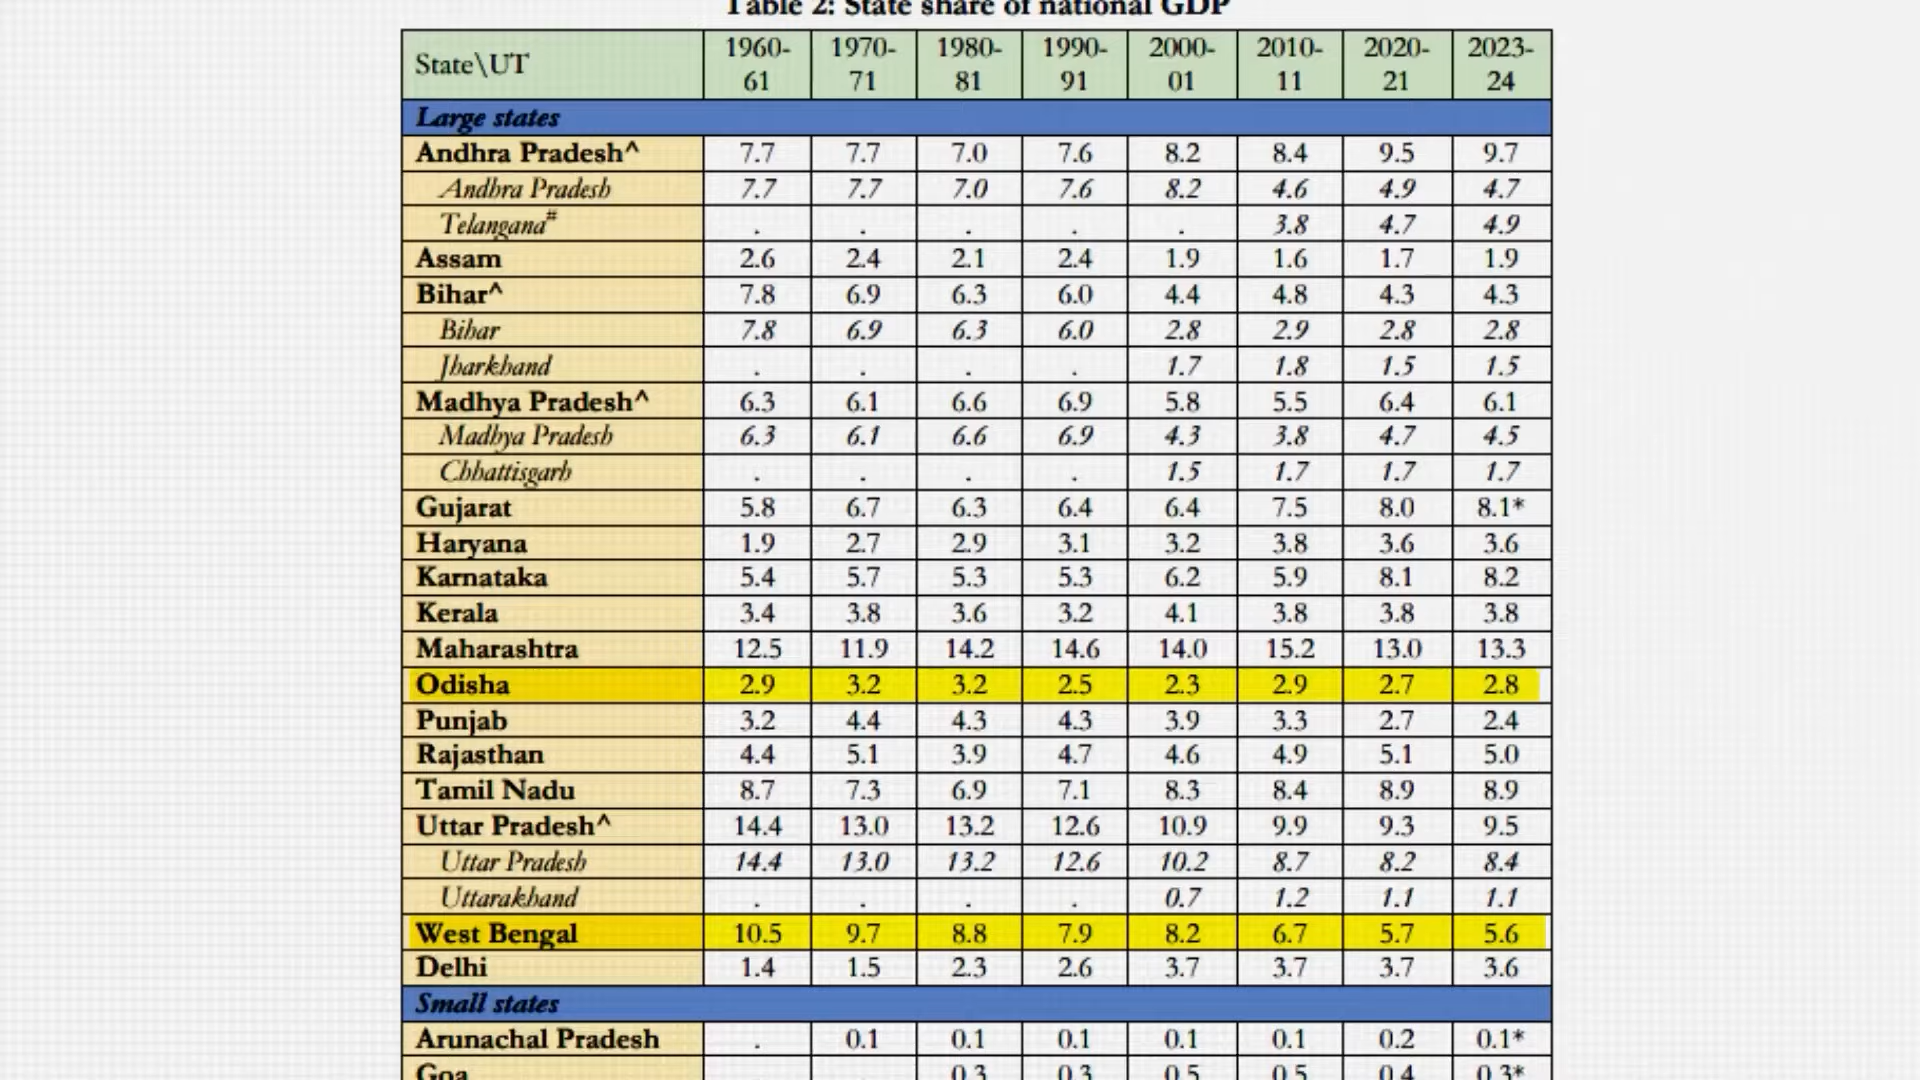 Table 2: State share of national GDP
State\UT 1960-61 1970-71 1980-81 1990-91 2000-01 2010-11 2020-21 2023-24
Large states
Andhra Pradesh^ 7.7 7.7 7.0 7.6 8.2 8.4 9.5 9.7
Andhra Pradesh 7.7 7.7 7.0 7.6 8.2 4.6 4.9 4.7
Telangana# . . . . . 3.8 4.7 4.9
Assam 2.6 2.4 2.1 2.4 1.9 1.6 1.7 1.9
Bihar^ 7.8 6.9 6.3 6.0 4.4 4.8 4.3 4.3
Bihar 7.8 6.9 6.3 6.0 2.8 2.9 2.8 2.8
Jharkhand . . . . 1.7 1.8 1.5 1.5
Madhya Pradesh^ 6.3 6.1 6.6 6.9 5.8 5.5 6.4 6.1
Madhya Pradesh 6.3 6.1 6.6 6.9 4.3 3.8 4.7 4.5
Chhattisgarh . . . . 1.5 1.7 1.7 1.7
Gujarat 5.8 6.7 6.3 6.4 6.4 7.5 8.0 8.1*
Haryana 1.9 2.7 2.9 3.1 3.2 3.8 3.6 3.6
Karnataka 5.4 5.7 5.3 5.3 6.2 5.9 8.1 8.2
Kerala 3.4 3.8 3.6 3.2 4.1 3.8 3.8 3.8
Maharashtra 12.5 11.9 14.2 14.6 14.0 15.2 13.0 13.3
Odisha 2.9 3.2 3.2 2.5 2.3 2.9 2.7 2.8
Punjab 3.2 4.4 4.3 4.3 3.9 3.3 2.7 2.4
Rajasthan 4.4 5.1 3.9 4.7 4.6 4.9 5.1 5.0
Tamil Nadu 8.7 7.3 6.9 7.1 8.3 8.4 8.9 8.9
Uttar Pradesh^ 14.4 13.0 13.2 12.6 10.9 9.9 9.3 9.5
Uttar Pradesh 14.4 13.0 13.2 12.6 10.2 8.7 8.2 8.4
Uttarakhand . . . . 0.7 1.2 1.1 1.1
West Bengal 10.5 9.7 8.8 7.9 8.2 6.7 5.7 5.6
Delhi 1.4 1.5 2.3 2.6 3.7 3.7 3.7 3.6
Small states
Arunachal Pradesh . 0.1 0.1 0.1 0.1 0.1 0.2 0.1*
Goa 0.3 0.3 0.5 0.5 0.4 0.3*